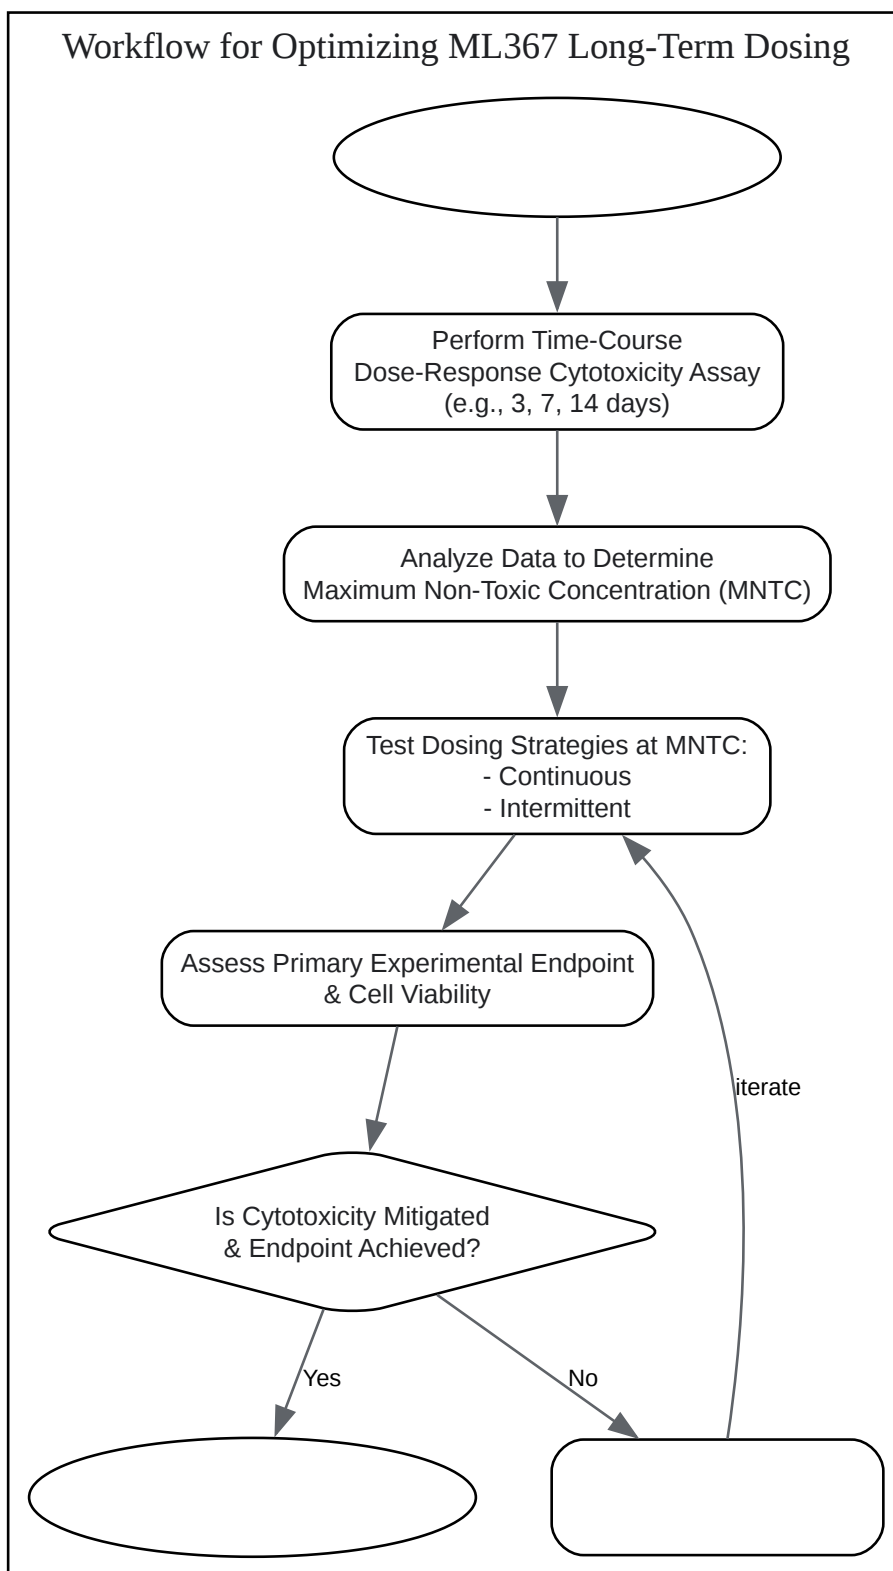 Workflow for Optimizing ML367 Long-Term Dosing
Perform Time-Course
Dose-Response Cytotoxicity Assay
(e.g., 3, 7, 14 days)
Analyze Data to Determine
Maximum Non-Toxic Concentration (MNTC)
Test Dosing Strategies at MNTC:
- Continuous
- Intermittent
Assess Primary Experimental Endpoint
& Cell Viability
iterate
Is Cytotoxicity Mitigated
& Endpoint Achieved?
Yes
No